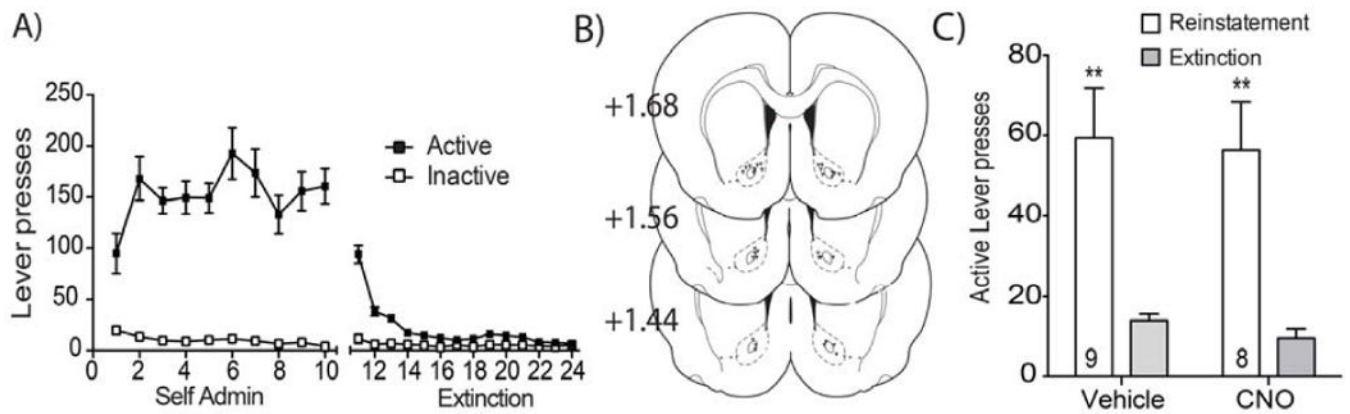 A)
Lever presses
250
200
150
100
50
0
Active
Inactive
0 2 4 6 8 10 12 14 16 18 20 22 24
Self Admin Extinction
B)
+1.68
+1.56
+1.44
C)
Reinstatement
Extinction
Active Lever presses
80
60
40
20
0
** **
9 8
Vehicle CNO